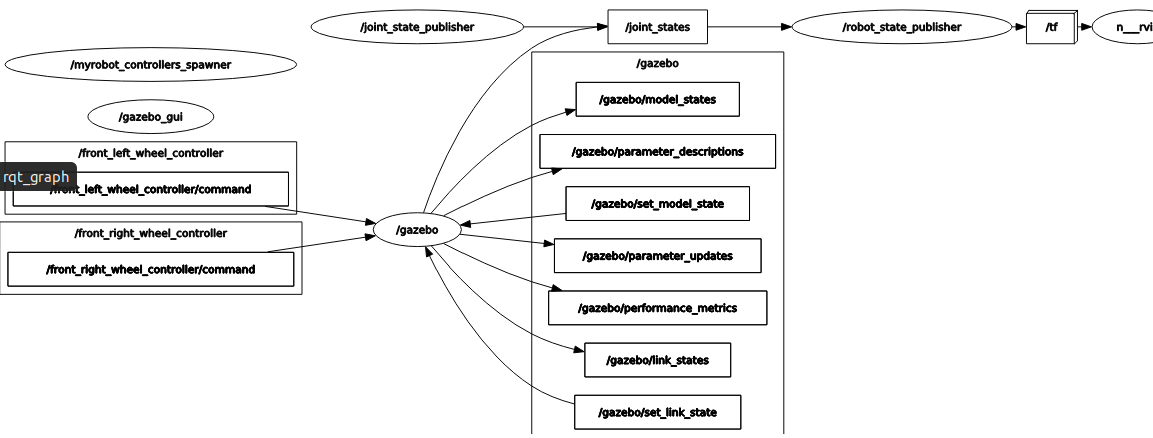 /joint_state_publisher
/joint_states
/robot_state_publisher
/tf
n__rvi
/myrobot_controllers_spawner
/gazebo
/gazebo/model_states
/gazebo_gui
/front_left_wheel_controller
/gazebo/parameter_descriptions
rqt_graph
/front_left_wheel_controller/command
/gazebo/set_model_state
/front_right_wheel_controller
/gazebo
/gazebo/parameter_updates
/front_right_wheel_controller/command
/gazebo/performance_metrics
/gazebo/link_states
/gazebo/set_link_state